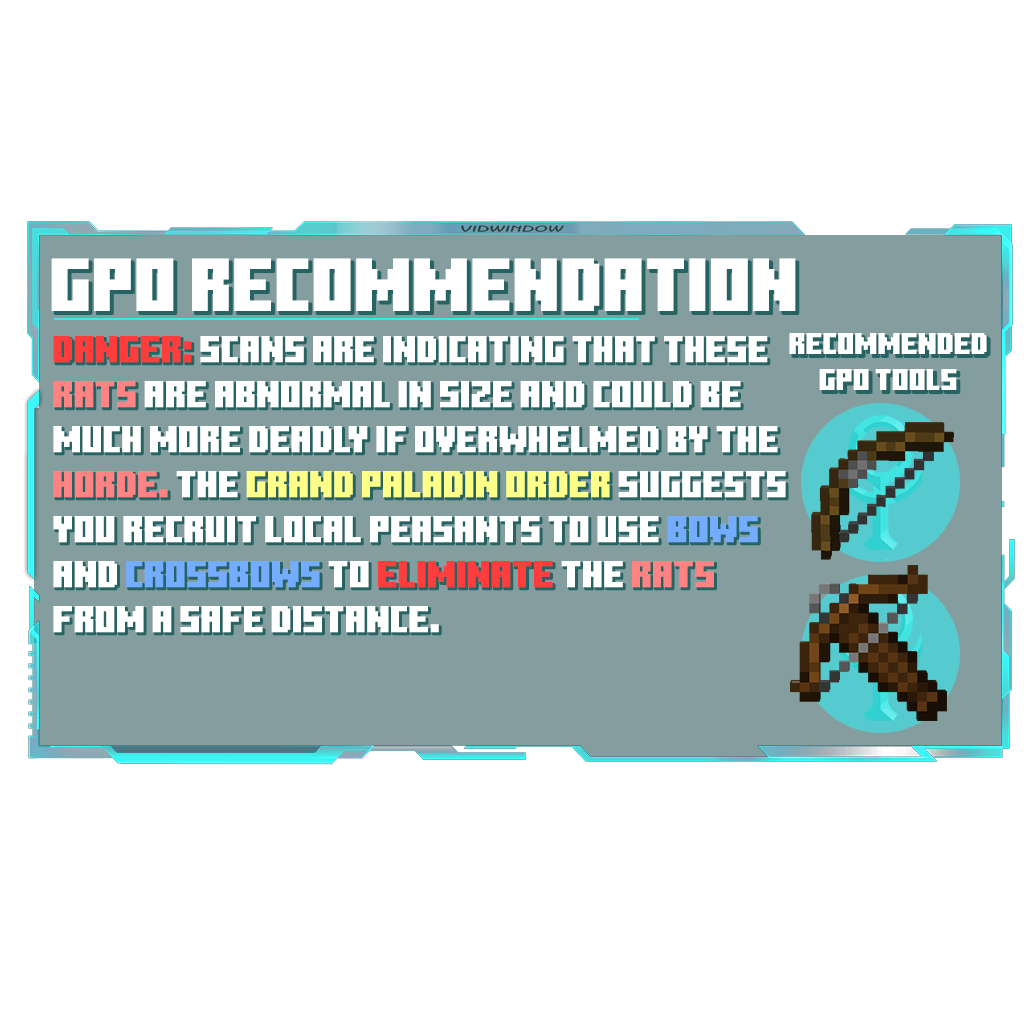 VIDWINDOW
GPO RECOMMENDATION
DANGER: SCANS ARE INDICATING THAT THESE
RATS ARE ABNORMAL IN SIZE AND COULD BE
MUCH MORE DEADLY IF OVERWHELMED BY THE
HORDE. THE GRAND PALADIN ORDER SUGGESTS
YOU RECRUIT LOCAL PEASANTS TO USE BOWS
AND CROSSBOWS TO ELIMINATE THE RATS
FROM A SAFE DISTANCE.
RECOMMENDED
GPO TOOLS